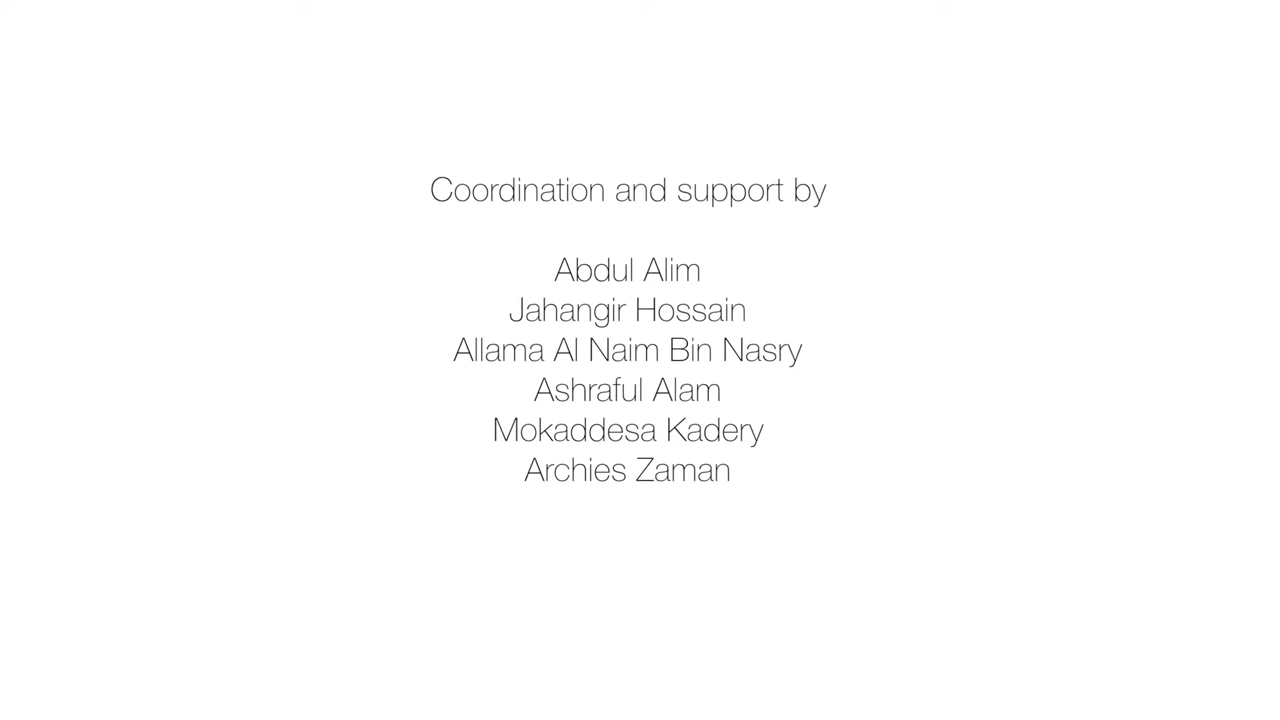 Coordination and support by
Abdul Alim
Jahangir Hossain
Allama Al Naim Bin Nasry
Ashraful Alam
Mokaddesa Kadery
Archies Zaman